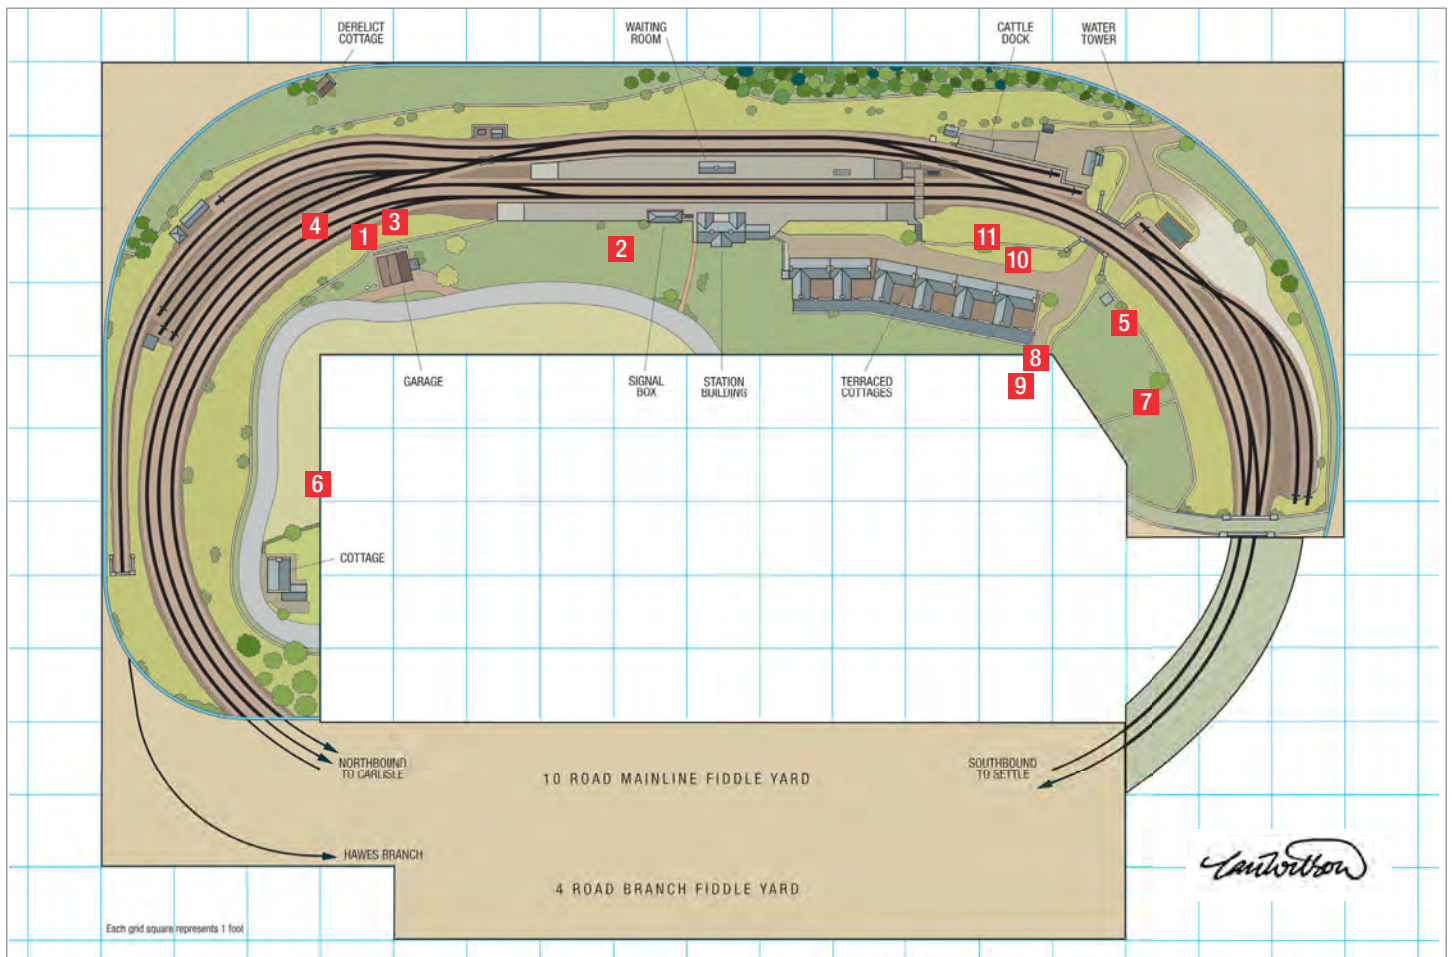 DERELICT
COTTAGE
WAITING
ROOM
CATTLE
DOCK
WATER
TOWER
4
1
3
2
11
10
5
8
9
7
6
GARAGE
SIGNAL
BOX
STATION
BUILDING
TERRACED
COTTAGES
COTTAGE
NORTHBOUND
TO CARLISLE
10 ROAD MAINLINE FIDDLE YARD
SOUTHBOUND
TO SETTLE
HAWES BRANCH
4 ROAD BRANCH FIDDLE YARD
Each grid square represents 1 foot